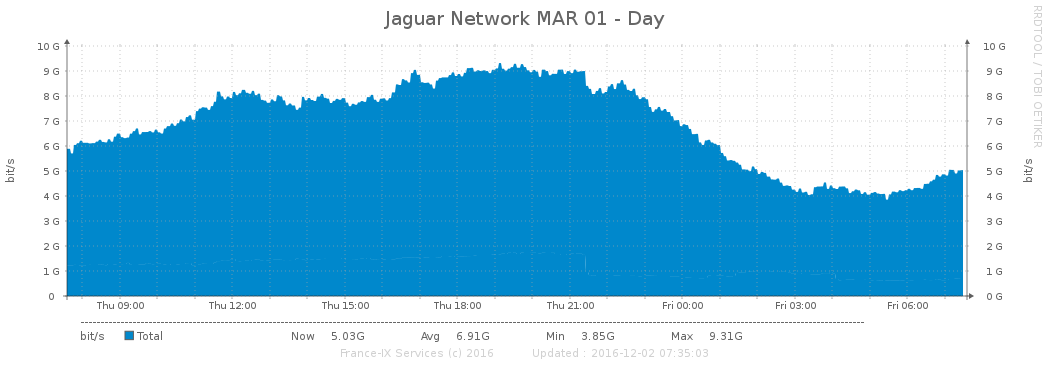 Jaguar Network MAR 01 - Day
RRDTOOL / TOBI OETIKER
bit/s
10 G
9 G
8 G
7 G
6 G
5 G
4 G
3 G
2 G
1 G
0
10 G
9 G
8 G
7 G
6 G
5 G
4 G
3 G
2 G
1 G
0 G
bit/s
Thu 09:00 Thu 12:00 Thu 15:00 Thu 18:00 Thu 21:00 Fri 00:00 Fri 03:00 Fri 06:00
bit/s Total Now 5.03G Avg 6.91G Min 3.85G Max 9.31G
France-IX Services (c) 2016 Updated : 2016-12-02 07:35:03